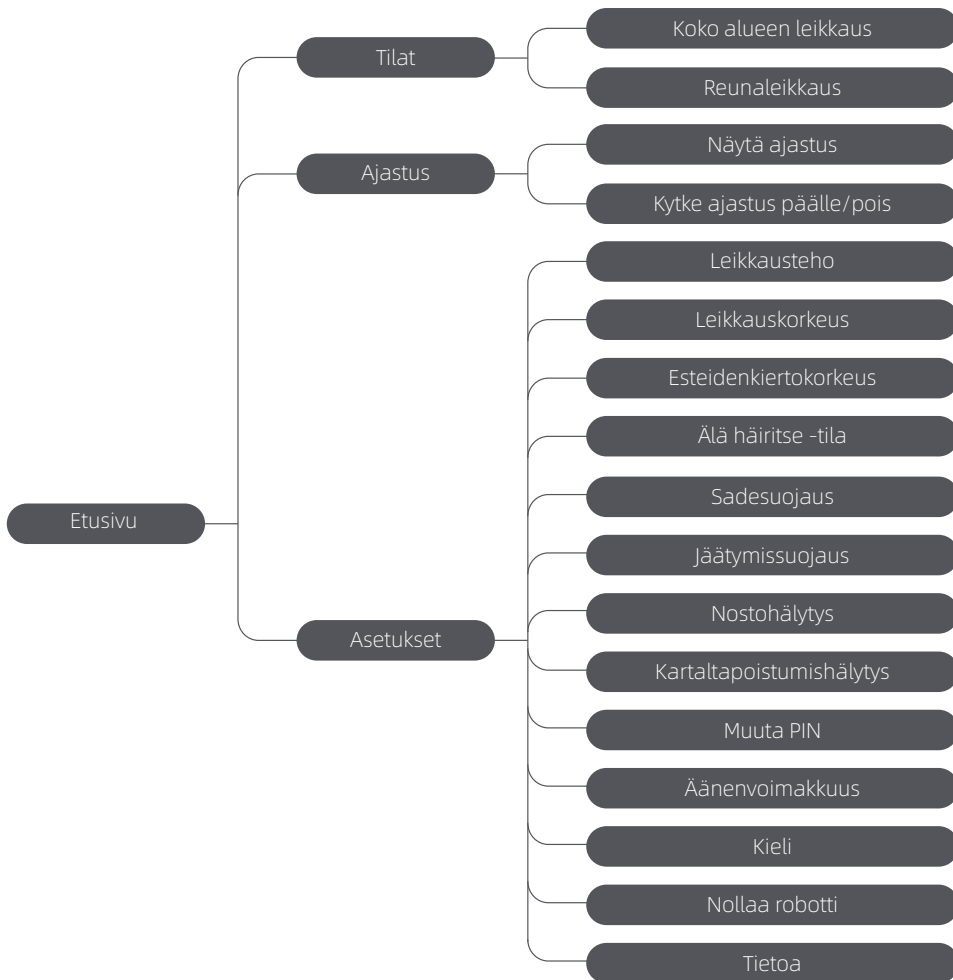 Etusivu
Tilat
Koko alueen leikkaus
Reunaleikkaus
Ajastus
Näytä ajastus
Kytke ajastus päälle/pois
Asetukset
Leikkausteho
Leikkauskorkeus
Esteidenkiertokorkeus
Älä häiritse -tila
Sadesuojaus
Jäätymissuojaus
Nostohälytys
Kartaltapoistumishälytys
Muuta PIN
Äänenvoimakkuus
Kieli
Nollaa robotti
Tietoa